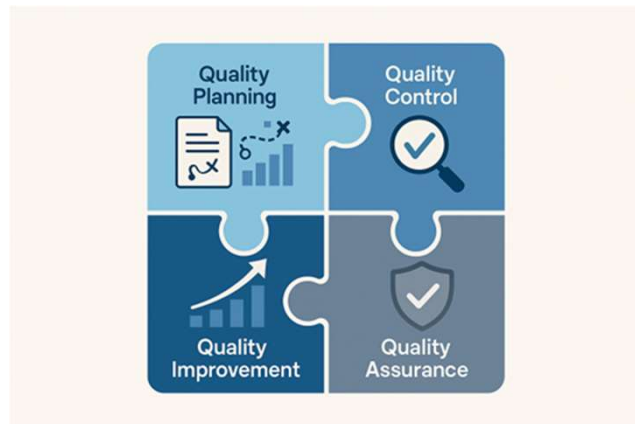 Quality
Planning
Quality
Control
Quality
Improvement
Quality
Assurance